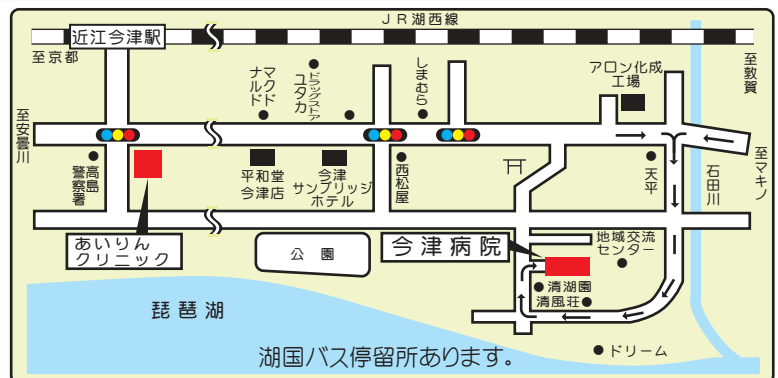 JR湖西線
近江今津駅
至京都
至敦賀
アロン化成
工場
マクド
ナルド
ドラッグストア
ユタカ
しまむら
至安曇川
至マキノ
高島
警察署
平和堂
今津店
今津
サンブリッジ
ホテル
西松屋
天平
石田川
あいりん
クリニック
公園
今津病院
地域交流
センター
清湖園
清風荘
琵琶湖
湖国バス停留所あります。
ドリーム